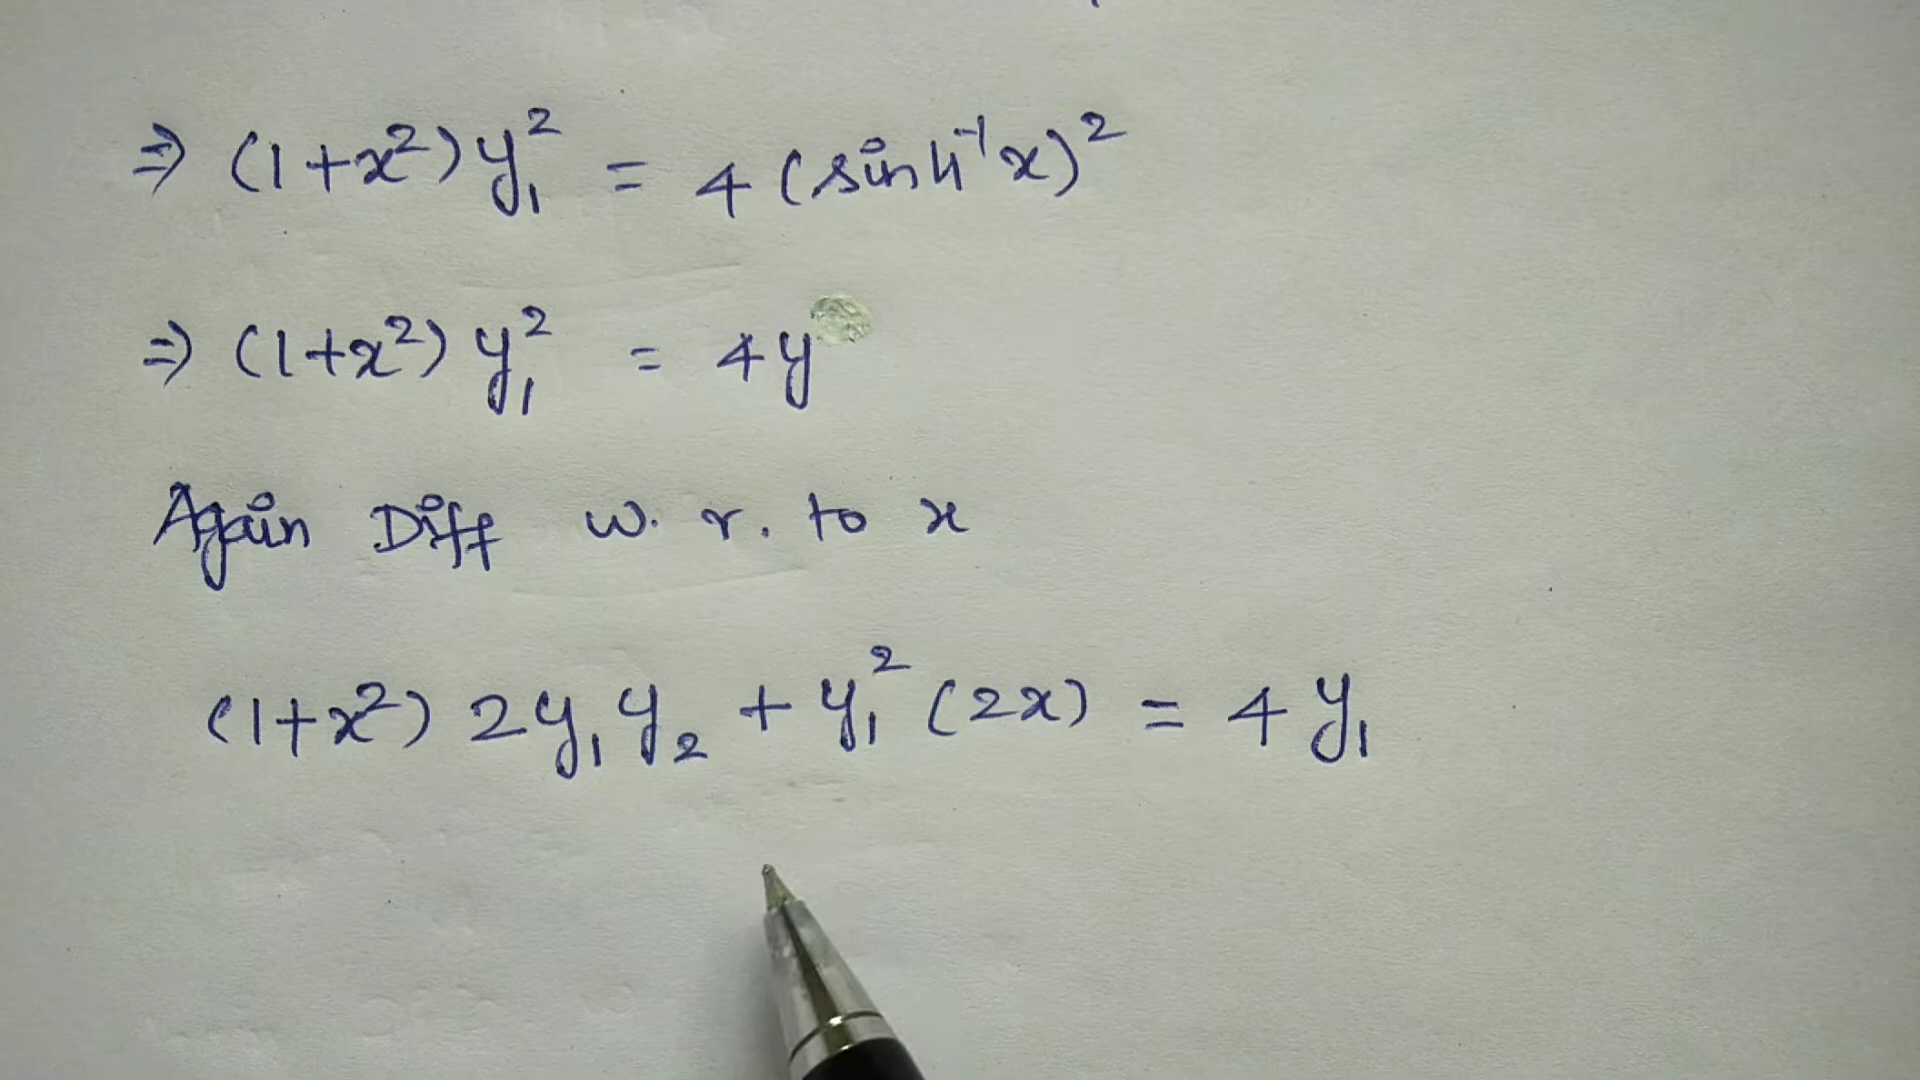 ⇒ (1+x²) y₁² = 4 (sinh⁻¹x)²
⇒ (1+x²) y₁² = 4y
Again Diff w. r. to x
(1+x²) 2y₁y₂ + y₁² (2x) = 4y₁